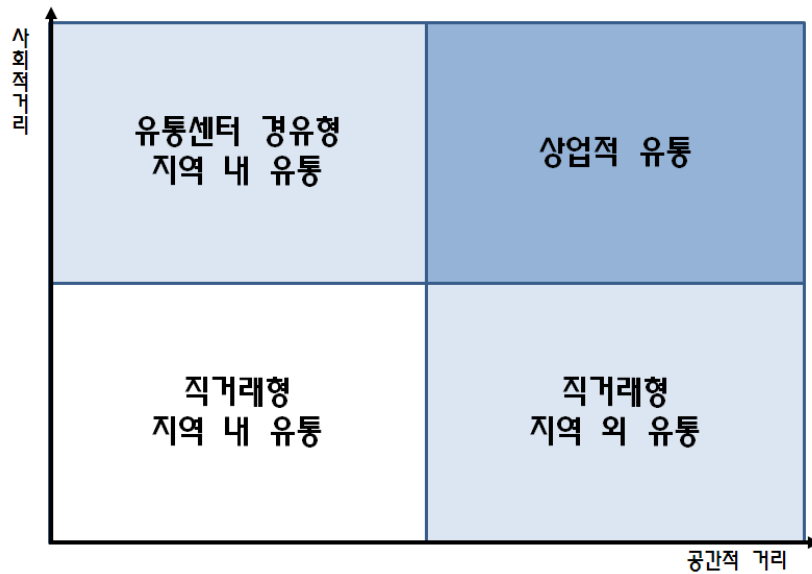 사회적거리
유통센터 경유형
지역 내 유통
상업적 유통
직거래형
지역 내 유통
직거래형
지역 외 유통
공간적 거리